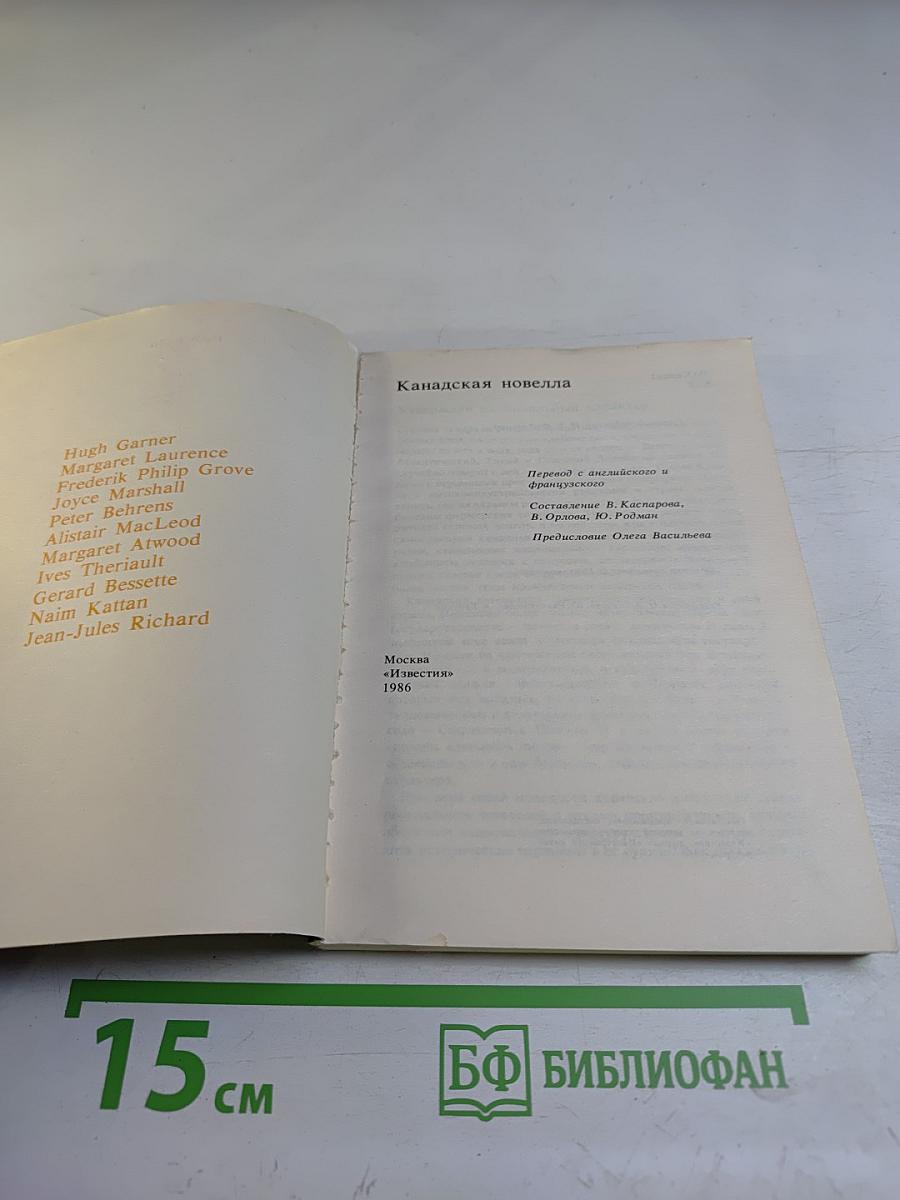 Hugh Garner
Margaret Laurence
Frederik Philip Grove
Joyce Marshall
Peter Behrens
Alistair MacLeod
Margaret Atwood
Ives Theriault
Gerard Bessette
Naim Kattan
Jean-Jules Richard
Канадская новелла
Перевод с английского и
французского
Составление В. Каспарова,
В. Орлова, Ю. Родман
Предисловие Олега Васильева
Москва
«Известия»
1986
15 см
БФ БИБЛИОФАН